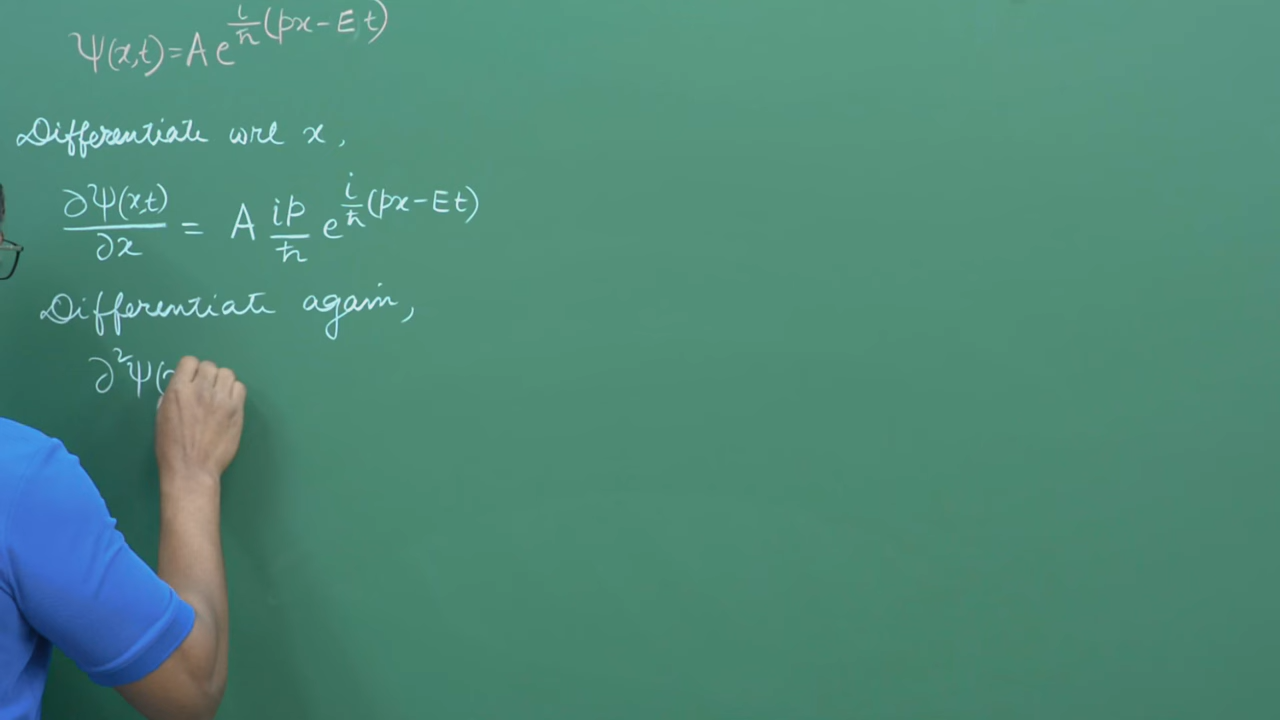 Ψ(x,t)=A e^{i/ħ (px-Et)}
Differentiate wrt x,
∂Ψ(x,t)/∂x = A ip/ħ e^{i/ħ (px-Et)}
Differentiate again,
∂²Ψ(